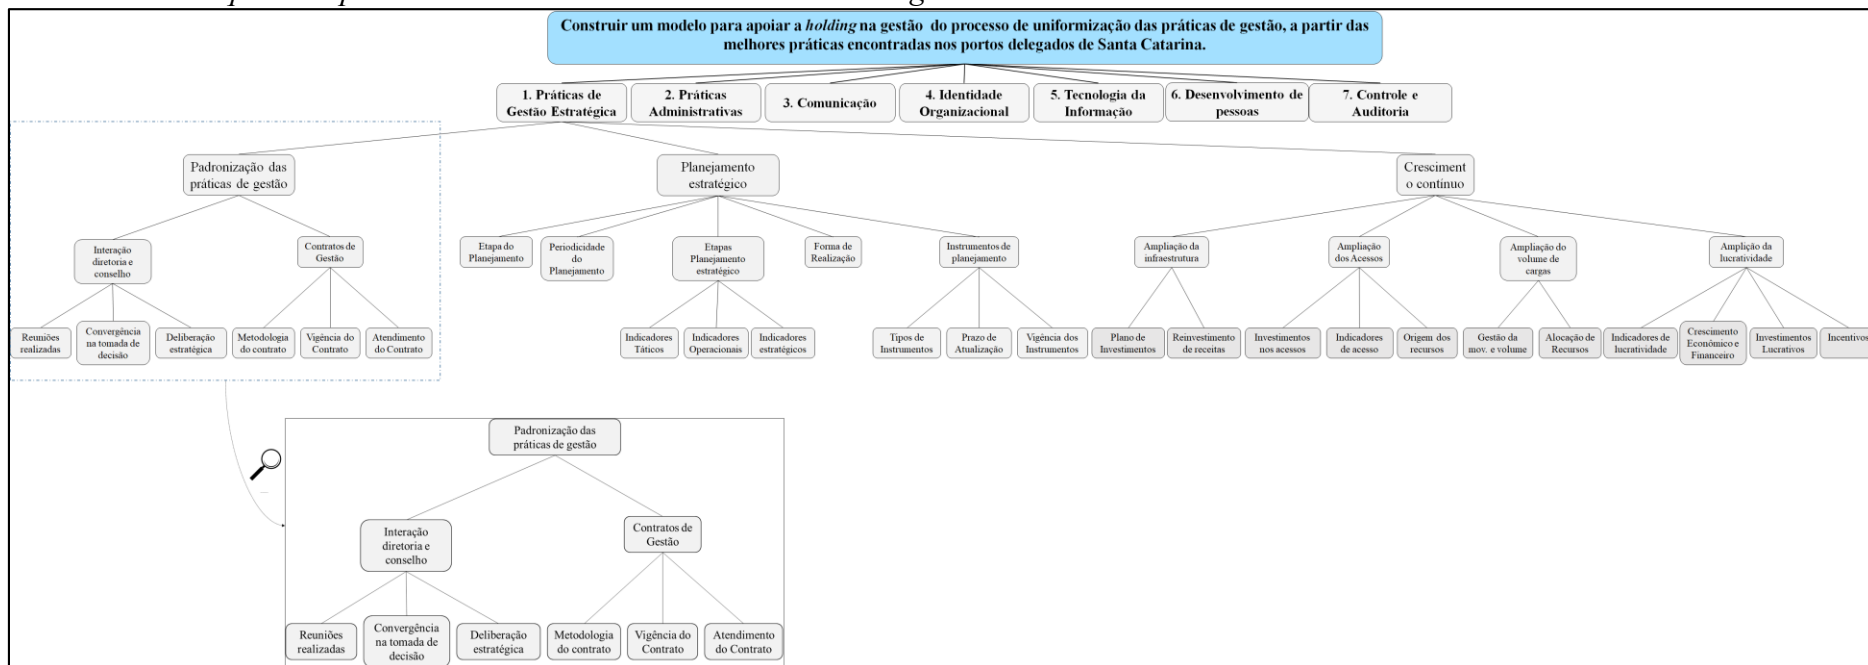 Construir um modelo para apoiar a holding na gestão do processo de uniformização das práticas de gestão, a partir das
melhores práticas encontradas nos portos delegados de Santa Catarina.
1. Práticas de
Gestão Estratégica
2. Práticas
Administrativas
3. Comunicação
4. Identidade
Organizacional
5. Tecnologia da
Informação
6. Desenvolvimento de
pessoas
7. Controle e
Auditoria
Padronização das
práticas de gestão
Planejamento
estratégico
Cresciment
o contínuo
Interação
diretoria e
conselho
Contratos de
Gestão
Etapa do
Planejamento
Periodicidade
do
Planejamento
Etapas
Planejamento
estratégico
Forma de
Realização
Instrumentos de
planejamento
Ampliação da
infraestrutura
Ampliação
dos Acessos
Ampliação do
volume de
cargas
Amplição da
lucratividade
Reuniões
realizadas
Convergência
na tomada de
decisão
Deliberação
estratégica
Metodologia
do contrato
Vigência do
Contrato
Atendimento
do Contrato
Indicadores
Táticos
Indicadores
Operacionais
Indicadores
estratégicos
Tipos de
Instrumentos
Prazo de
Atualização
Vigência dos
Instrumentos
Plano de
Investimentos
Reinvestimento
de receitas
Investimentos
nos acessos
Indicadores
de acesso
Origem dos
recursos
Gestão da
mov. e volume
Alocação de
Recursos
Indicadores de
lucratividade
Crescimento
Econômico e
Financeiro
Investimentos
Lucrativos
Incentivos
Padronização das
práticas de gestão
Interação
diretoria e
conselho
Contratos de
Gestão
Reuniões
realizadas
Convergência
na tomada de
decisão
Deliberação
estratégica
Metodologia
do contrato
Vigência do
Contrato
Atendimento
do Contrato